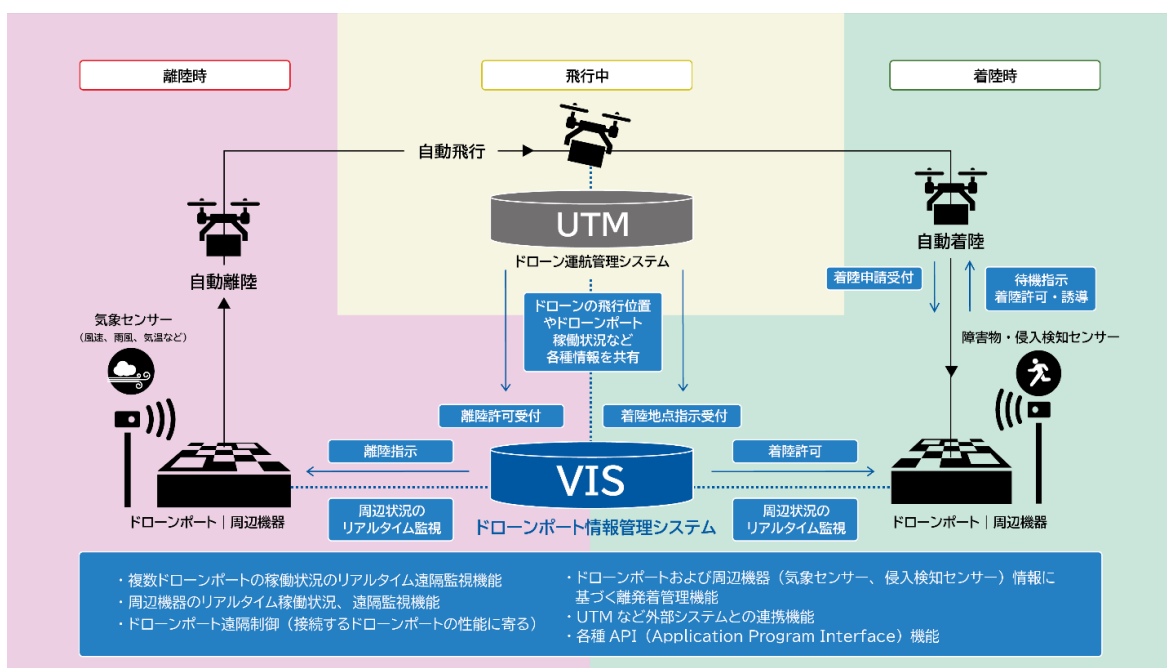 離陸時
飛行中
着陸時
自動飛行
UTM
ドローン運航管理システム
自動離陸
自動着陸
着陸申請受付
待機指示
着陸許可・誘導
気象センサー
(風速、雨風、気温など)
ドローンの飛行位置
やドローンポート
稼働状況など
各種情報を共有
障害物・侵入検知センサー
離陸許可受付
着陸地点指示受付
離陸指示
VIS
着陸許可
ドローンポート|周辺機器
周辺状況の
リアルタイム監視
ドローンポート情報管理システム
周辺状況の
リアルタイム監視
ドローンポート|周辺機器
・複数ドローンポートの稼働状況のリアルタイム遠隔監視機能
・周辺機器のリアルタイム稼働状況、遠隔監視機能
・ドローンポート遠隔制御（接続するドローンポートの性能に寄る）
・ドローンポートおよび周辺機器（気象センサー、侵入検知センサー）情報に
基づく離発着管理機能
・UTM など外部システムとの連携機能
・各種 API（Application Program Interface）機能